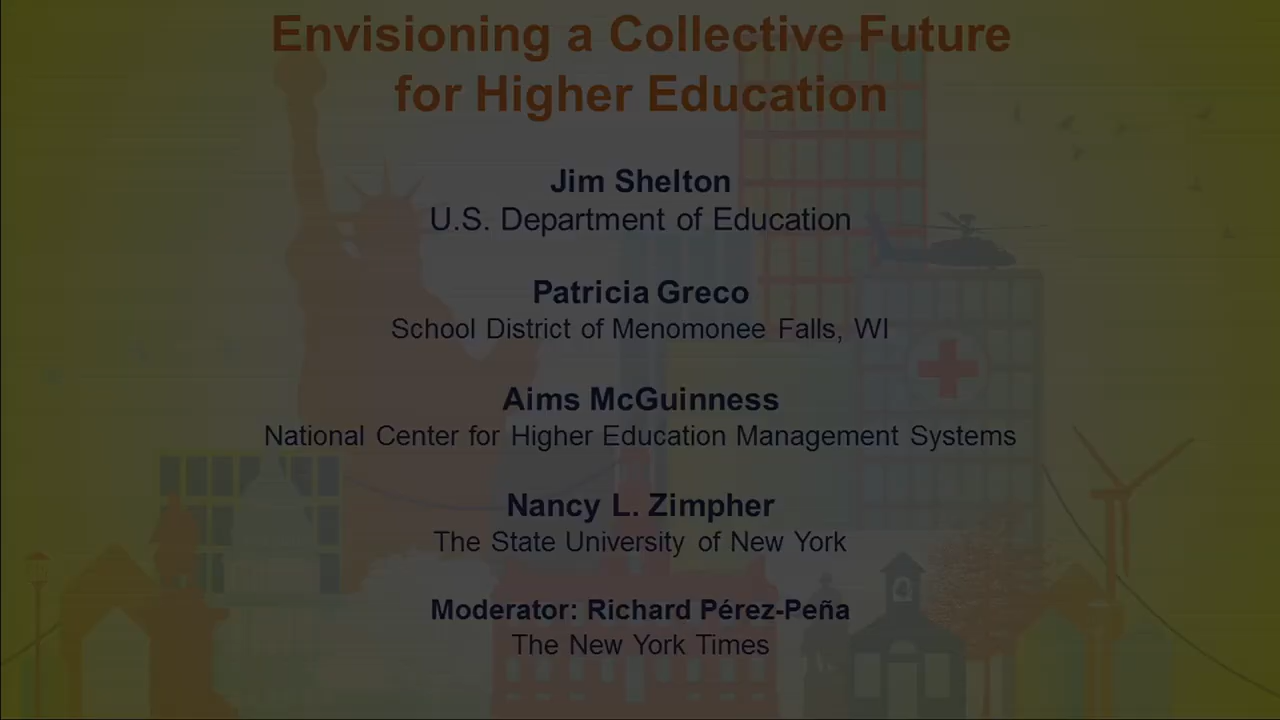 Envisioning a Collective Future
for Higher Education
Jim Shelton
U.S. Department of Education
Patricia Greco
School District of Menomonee Falls, WI
Aims McGuinness
National Center for Higher Education Management Systems
Nancy L. Zimpher
The State University of New York
Moderator: Richard Pérez-Peña
The New York Times